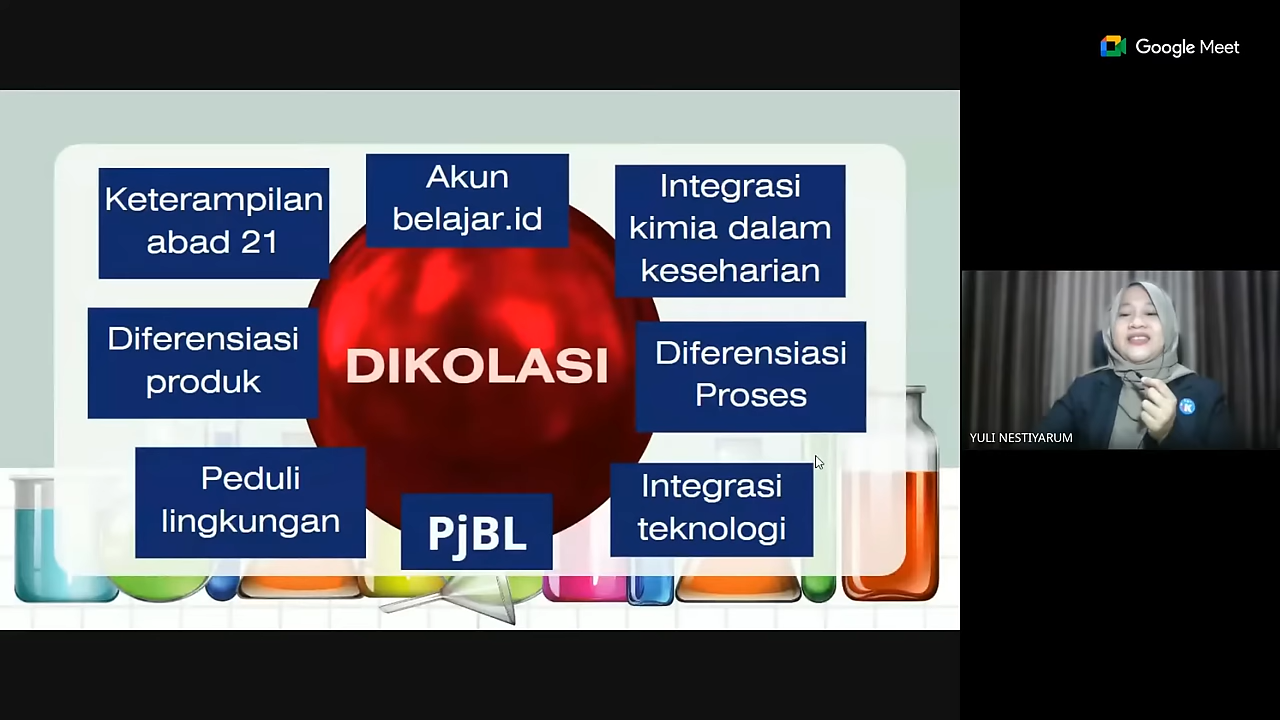 Google Meet
Keterampilan
abad 21
Akun
belajar.id
Integrasi
kimia dalam
keseharian
Diferensiasi
produk
DIKOLASI
Diferensiasi
Proses
Peduli
lingkungan
PjBL
Integrasi
teknologi
K
YULI NESTIYARUM